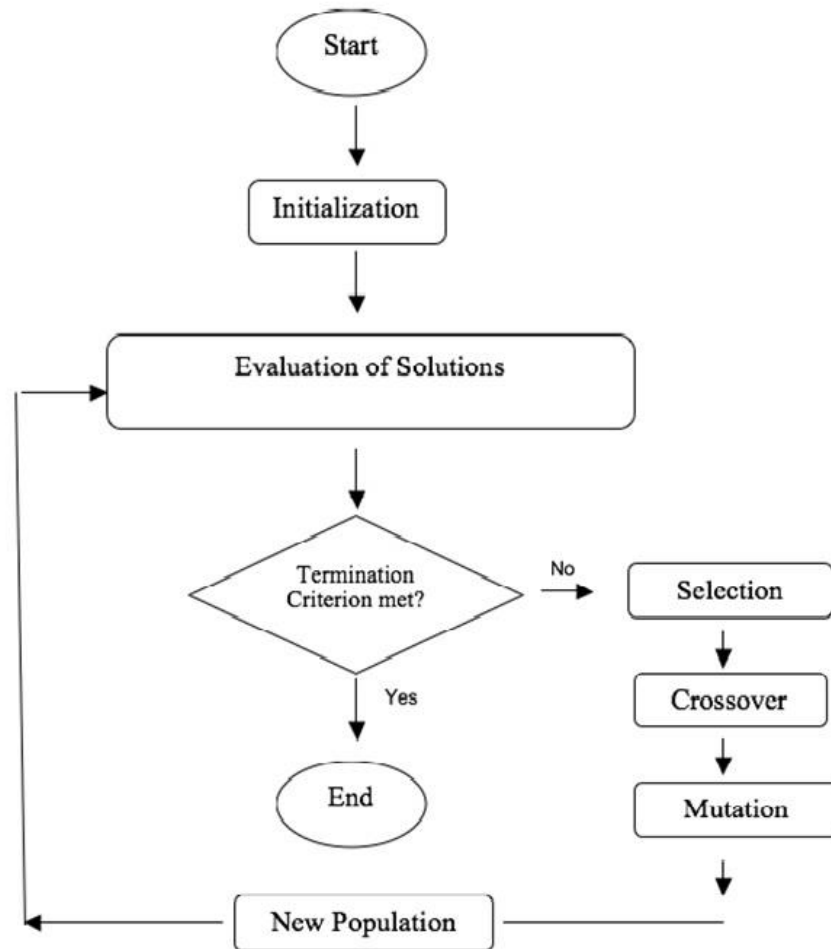 Start
Initialization
Evaluation of Solutions
Termination
Criterion met?
No
Selection
Crossover
Mutation
Yes
End
New Population